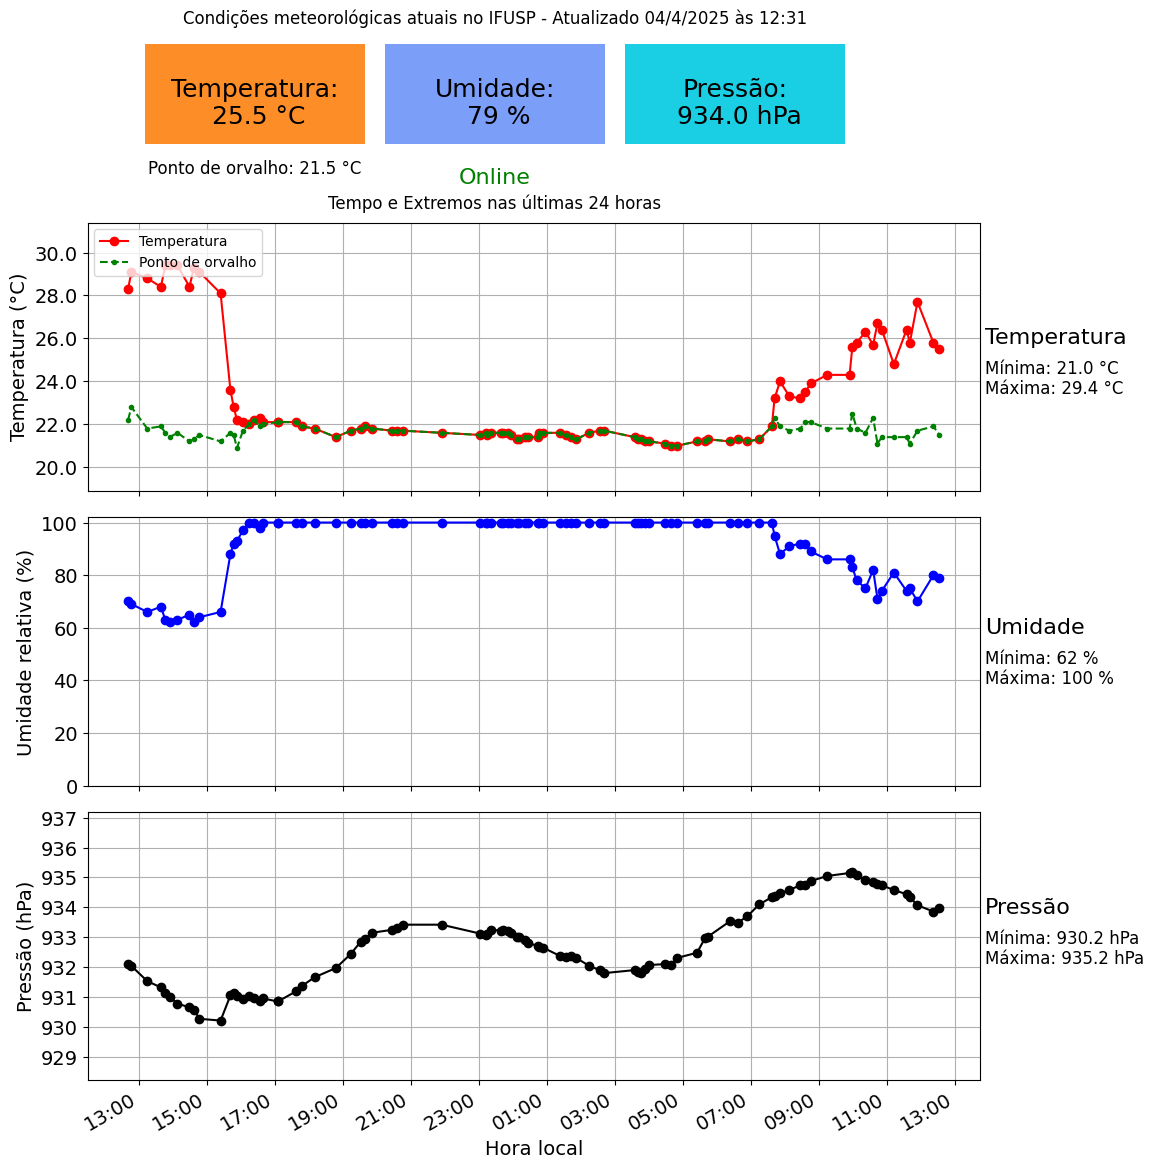 Condições meteorológicas atuais no IFUSP - Atualizado 04/4/2025 às 12:31
Temperatura:
25.5 °C
Umidade:
79 %
Pressão:
934.0 hPa
Ponto de orvalho: 21.5 °C
Online
Tempo e Extremos nas últimas 24 horas
Temperatura
Ponto de orvalho
Temperatura (°C)
30.0
28.0
26.0
24.0
22.0
20.0
Temperatura
Mínima: 21.0 °C
Máxima: 29.4 °C
Umidade relativa (%)
100
80
60
40
20
0
Umidade
Mínima: 62 %
Máxima: 100 %
Pressão (hPa)
937
936
935
934
933
932
931
930
929
Pressão
Mínima: 930.2 hPa
Máxima: 935.2 hPa
13:00 15:00 17:00 19:00 21:00 23:00 01:00 03:00 05:00 07:00 09:00 11:00 13:00
Hora local